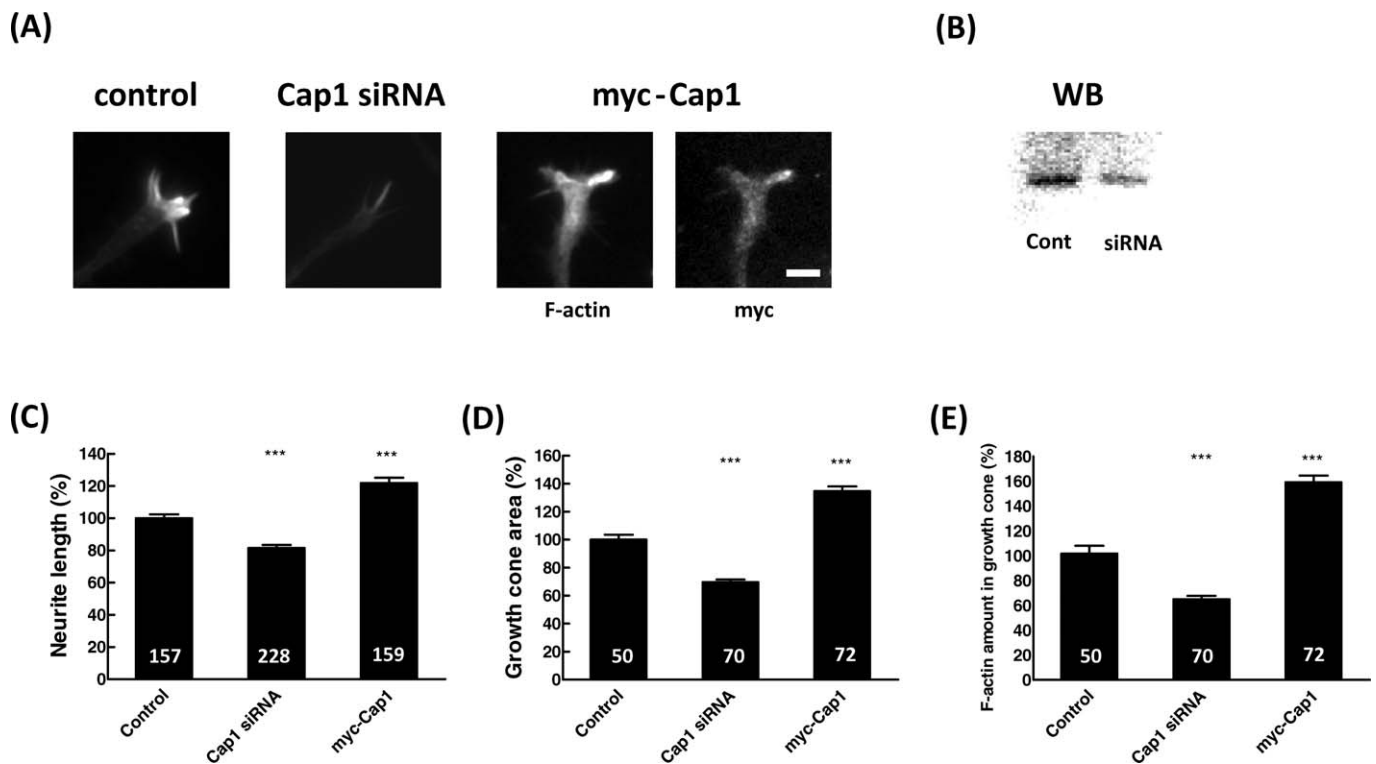 (A)
control
Cap1 siRNA
myc-Cap1
F-actin
myc
(B)
WB
Cont
siRNA
(C)
Neurite length (%)
140
120
100
80
60
40
20
0
***
***
157
228
159
Control
Cap1 siRNA
myc-Cap1
(D)
Growth cone area (%)
160
140
120
100
80
60
40
20
0
***
***
50
70
72
Control
Cap1 siRNA
myc-Cap1
(E)
F-actin amount in growth cone (%)
180
160
140
120
100
80
60
40
20
0
***
***
50
70
72
Control
Cap1 siRNA
myc-Cap1